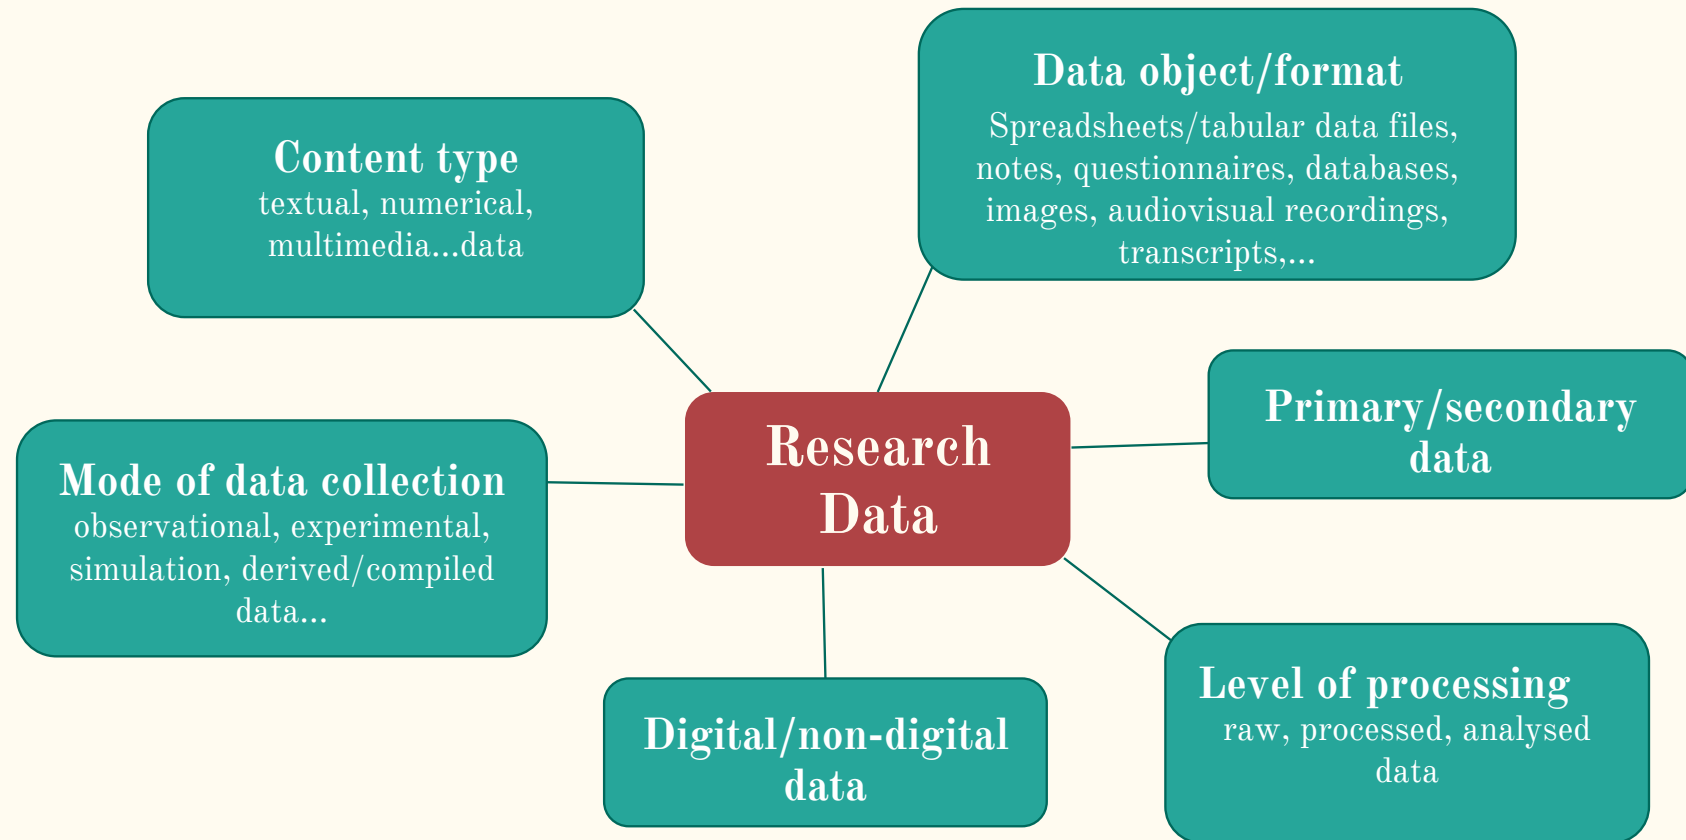 Data object/format
Spreadsheets/tabular data files,
notes, questionnaires, databases,
images, audiovisual recordings,
transcripts,...
Content type
textual, numerical,
multimedia...data
Primary/secondary
data
Research
Data
Mode of data collection
observational, experimental,
simulation, derived/compiled
data...
Level of processing
raw, processed, analysed
data
Digital/non-digital
data